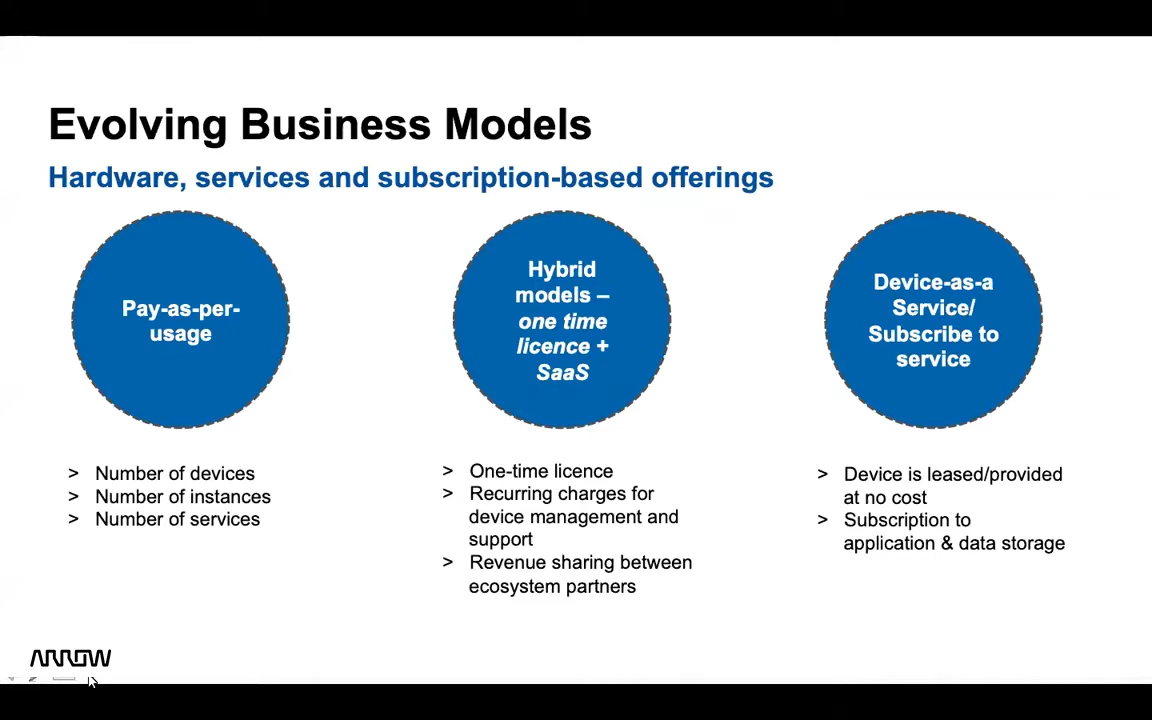 Evolving Business Models
Hardware, services and subscription-based offerings
Pay-as-per-
usage
> Number of devices
> Number of instances
> Number of services
Hybrid
models –
one time
licence +
SaaS
> One-time licence
> Recurring charges for
device management and
support
> Revenue sharing between
ecosystem partners
Device-as-a
Service/
Subscribe to
service
> Device is leased/provided
at no cost
> Subscription to
application & data storage
ARROW